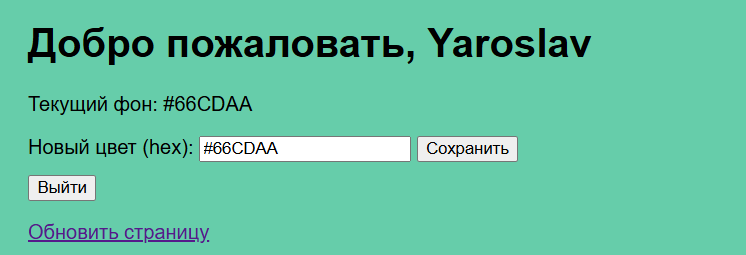 Добро пожаловать, Yaroslav
Текущий фон: #66CDAA
Новый цвет (hex): #66CDAA Сохранить
Выйти
Обновить страницу